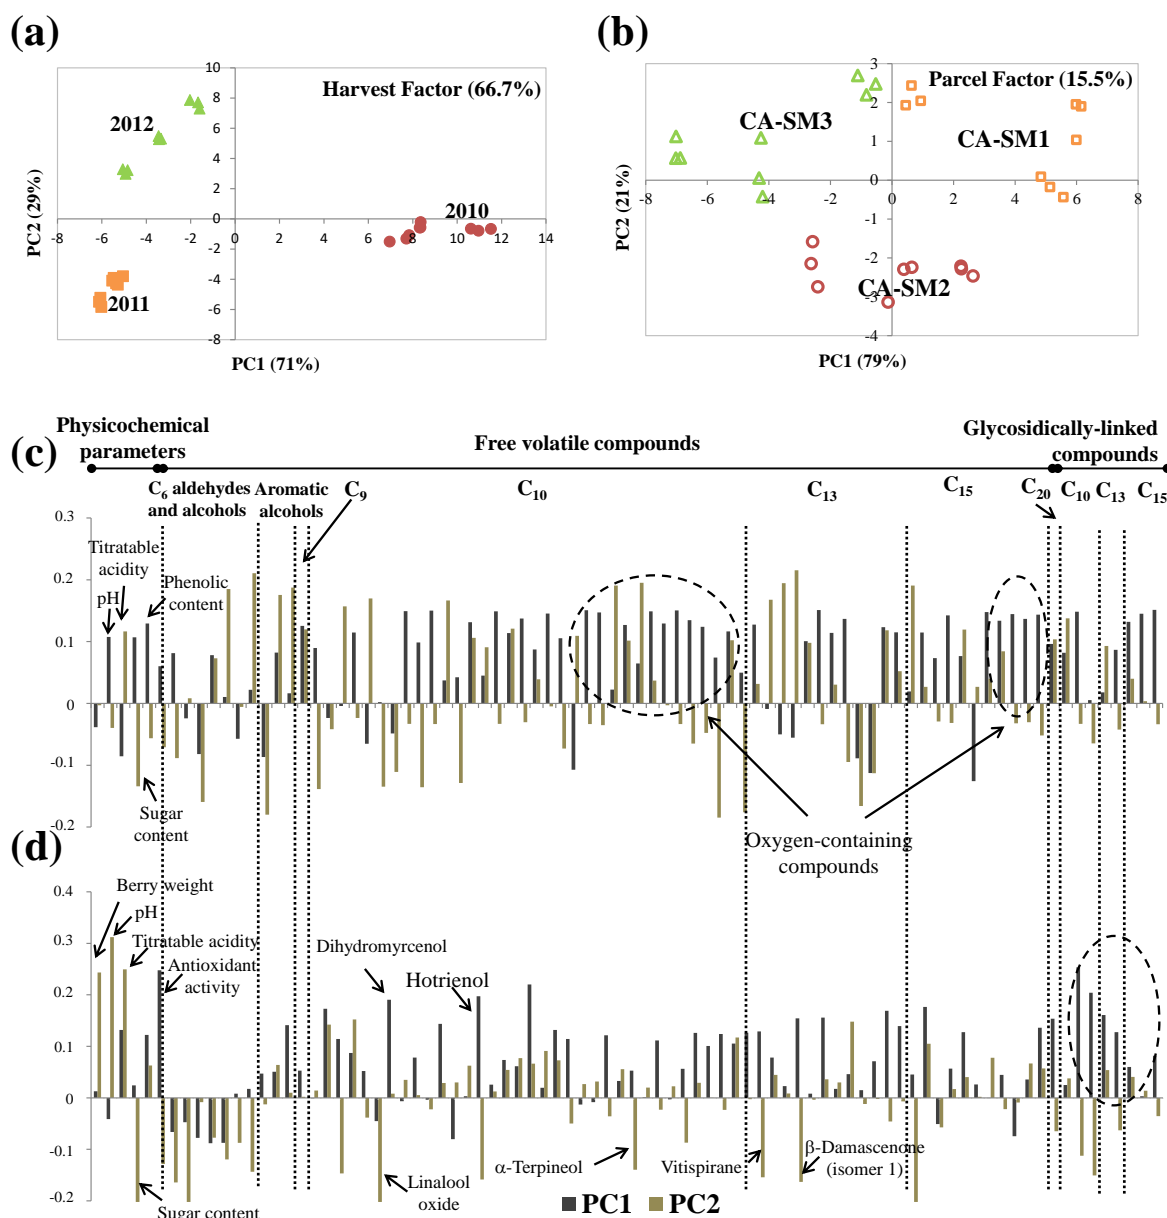 (a)
Harvest Factor (66.7%)
10
8
6
4
2
0
-2
-4
-6
-8
-8 -6 -4 -2 0 2 4 6 8 10 12 14
2012
2010
2011
PC2 (29%)
PC1 (71%)
(b)
Parcel Factor (15.5%)
3
2
1
0
-1
-2
-3
-4
-8 -6 -4 -2 0 2 4 6 8
CA-SM3
CA-SM1
CA-SM2
PC2 (21%)
PC1 (79%)
(c)
Physicochemical
parameters
Free volatile compounds
Glycosidically-linked
compounds
C6 aldehydes
and alcohols
Aromatic
alcohols
C9
C10
C13
C15
C20
C10
C13
C15
0.3
0.2
0.1
0
-0.1
-0.2
Titratable
acidity
pH
Phenolic
content
Sugar
content
Oxygen-containing
compounds
(d)
0.4
0.3
0.2
0.1
0
-0.1
-0.2
Berry weight
pH
Titratable acidity
Antioxidant
activity
Dihydromyrcenol
Hotrienol
Sugar content
Linalool
oxide
α-Terpineol
Vitispirane
β-Damascenone
(isomer 1)
PC1 PC2